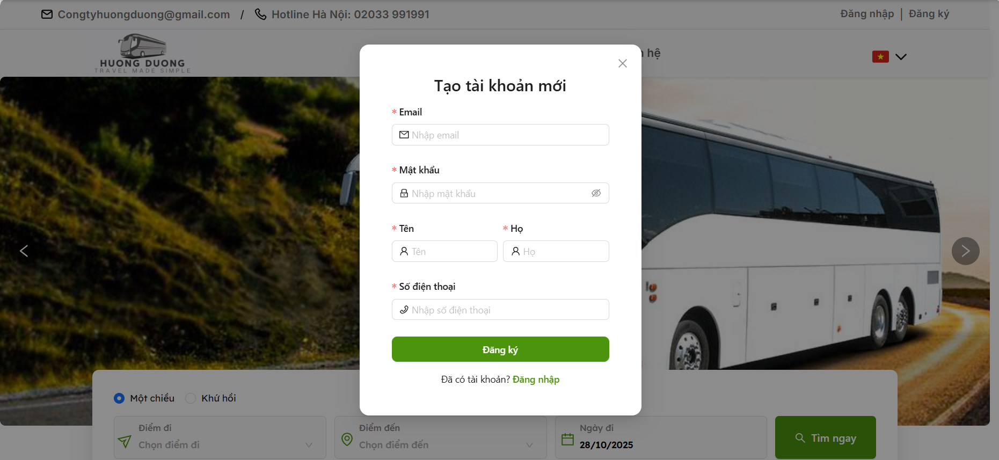 Congtyhuongduong@gmail.com / Hotline Hà Nội: 02033 991991
Đăng nhập | Đăng ký
HUONG DUONG
TRAVEL MADE SIMPLE
hệ
Tạo tài khoản mới
* Email
Nhập email
* Mật khẩu
Nhập mật khẩu
* Tên
* Họ
Tên
Họ
* Số điện thoại
Nhập số điện thoại
Đăng ký
Đã có tài khoản? Đăng nhập
Một chiều
Khứ hồi
Điểm đi
Chọn điểm đi
Điểm đến
Chọn điểm đến
Ngày đi
28/10/2025
Tìm ngay